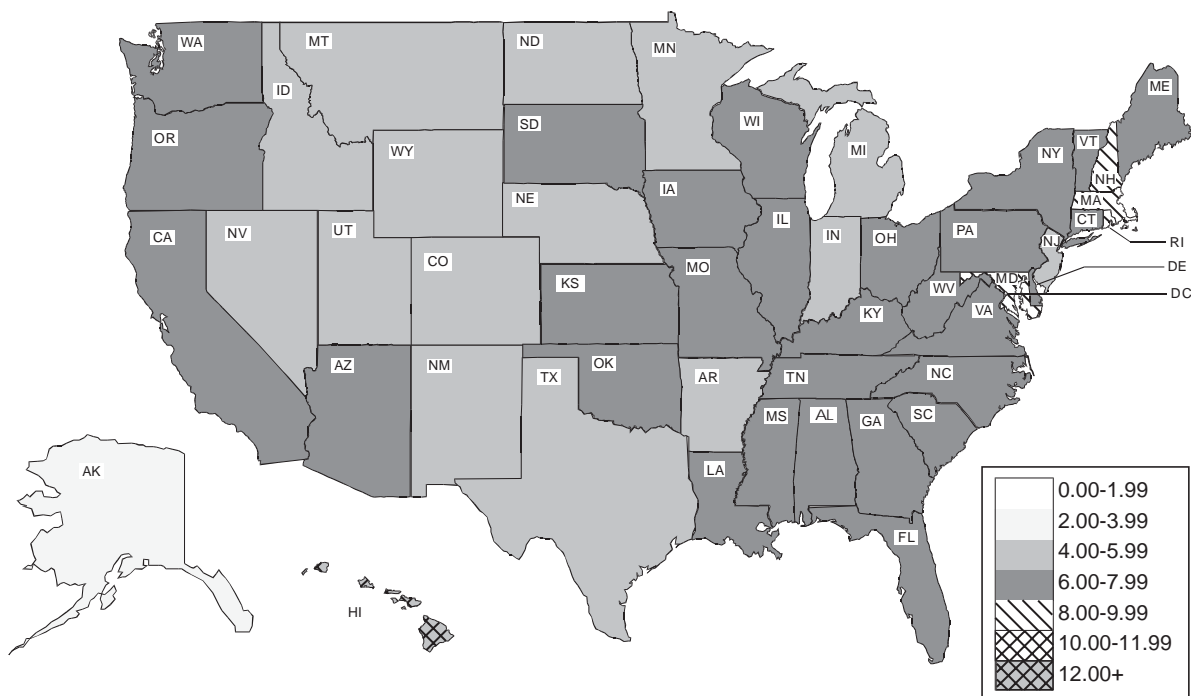 WA
MT
ND
MN
ME
ID
SD
WI
OR
VT
MI
NY
WY
NH
IA
NE
MA
CT
PA
IL
IN
OH
CA
NV
UT
NJ
RI
CO
DE
MO
MD
KS
WV
DC
VA
KY
AZ
NM
OK
TX
AR
TN
NC
MS
AL
GA
SC
LA
AK
FL
HI
0.00-1.99
2.00-3.99
4.00-5.99
6.00-7.99
8.00-9.99
10.00-11.99
12.00+